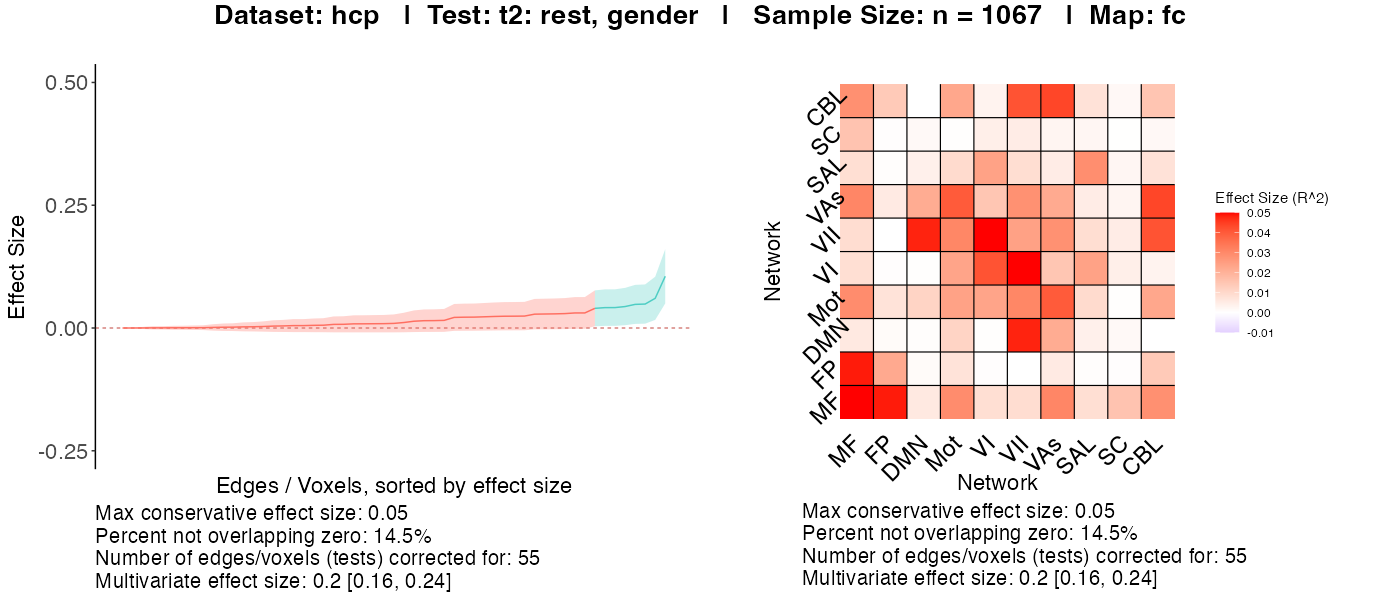 Dataset: hcp | Test: t2: rest, gender | Sample Size: n = 1067 | Map: fc
0.50
0.25
0.00
-0.25
Effect Size
Edges / Voxels, sorted by effect size
Max conservative effect size: 0.05
Percent not overlapping zero: 14.5%
Number of edges/voxels (tests) corrected for: 55
Multivariate effect size: 0.2 [0.16, 0.24]
Network
CBL
SC
SAL
VAs
VII
VI
Mot
DMN
FP
MF
MF
FP
DMN
Mot
VI
VII
VAs
SAL
SC
CBL
Network
Effect Size (R^2)
0.05
0.04
0.03
0.02
0.01
0.00
-0.01
Max conservative effect size: 0.05
Percent not overlapping zero: 14.5%
Number of edges/voxels (tests) corrected for: 55
Multivariate effect size: 0.2 [0.16, 0.24]